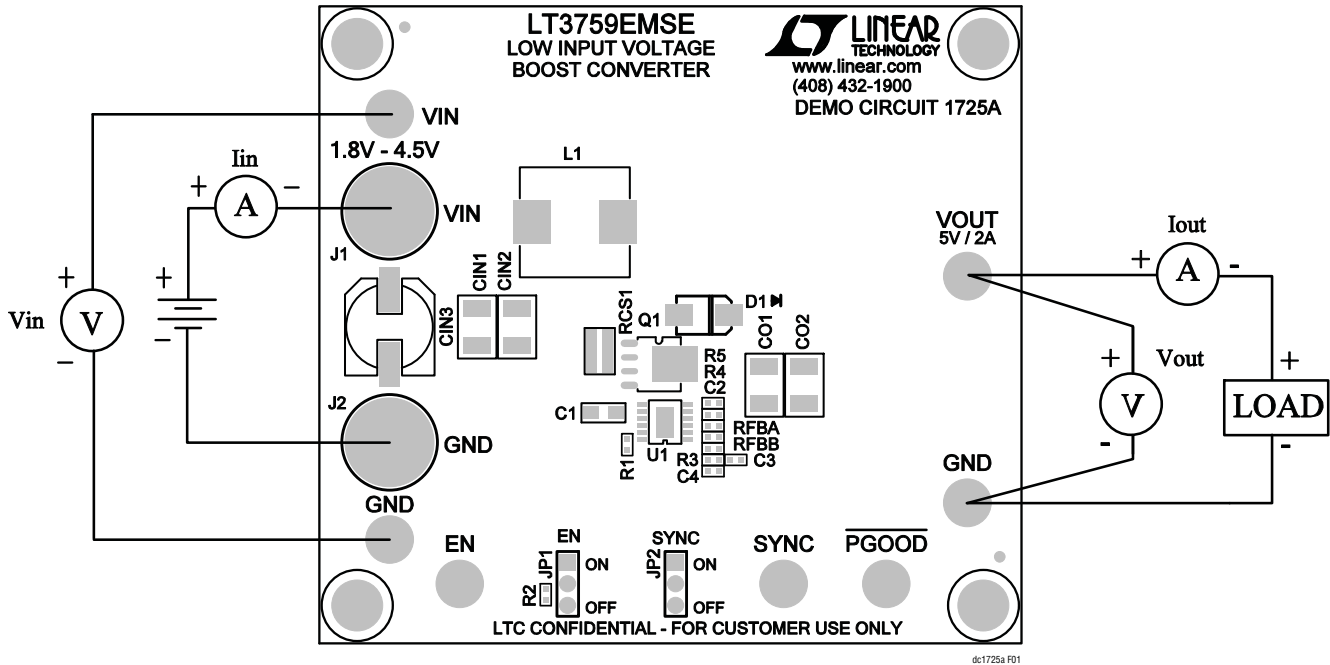 LT3759EMSE
LOW INPUT VOLTAGE
BOOST CONVERTER
LINEAR
TECHNOLOGY
www.linear.com
(408) 432-1900
DEMO CIRCUIT 1725A
VIN
1.8V - 4.5V
Iin
+ A -
VIN
J1
L1
CIN1
CIN2
CIN3
VOUT
5V / 2A
Iout
+ A -
+
Vin
V
-
+
-
RCS1
Q1
D1
CO1
CO2
R5
R4
C2
+
Vout
V
-
+
LOAD
-
J2
GND
C1
R1
U1
RFBA
RFBB
R3
C3
C4
GND
GND
EN
EN
JP1
ON
OFF
R2
SYNC
JP2
ON
OFF
SYNC
PGOOD
LTC CONFIDENTIAL - FOR CUSTOMER USE ONLY
dc1725a F01